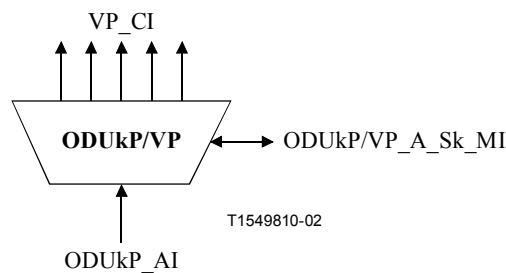 VP_CI
ODUkP/VP
ODUkP/VP_A_Sk_MI
T1549810-02
ODUkP_AI